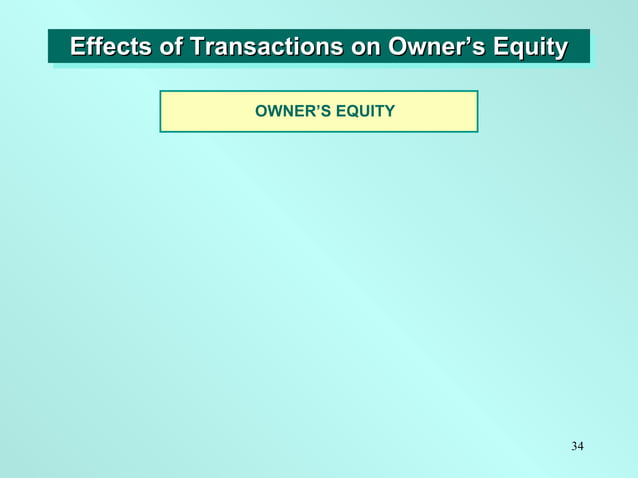 Effects of Transactions on Owner’s Equity
OWNER’S EQUITY
34